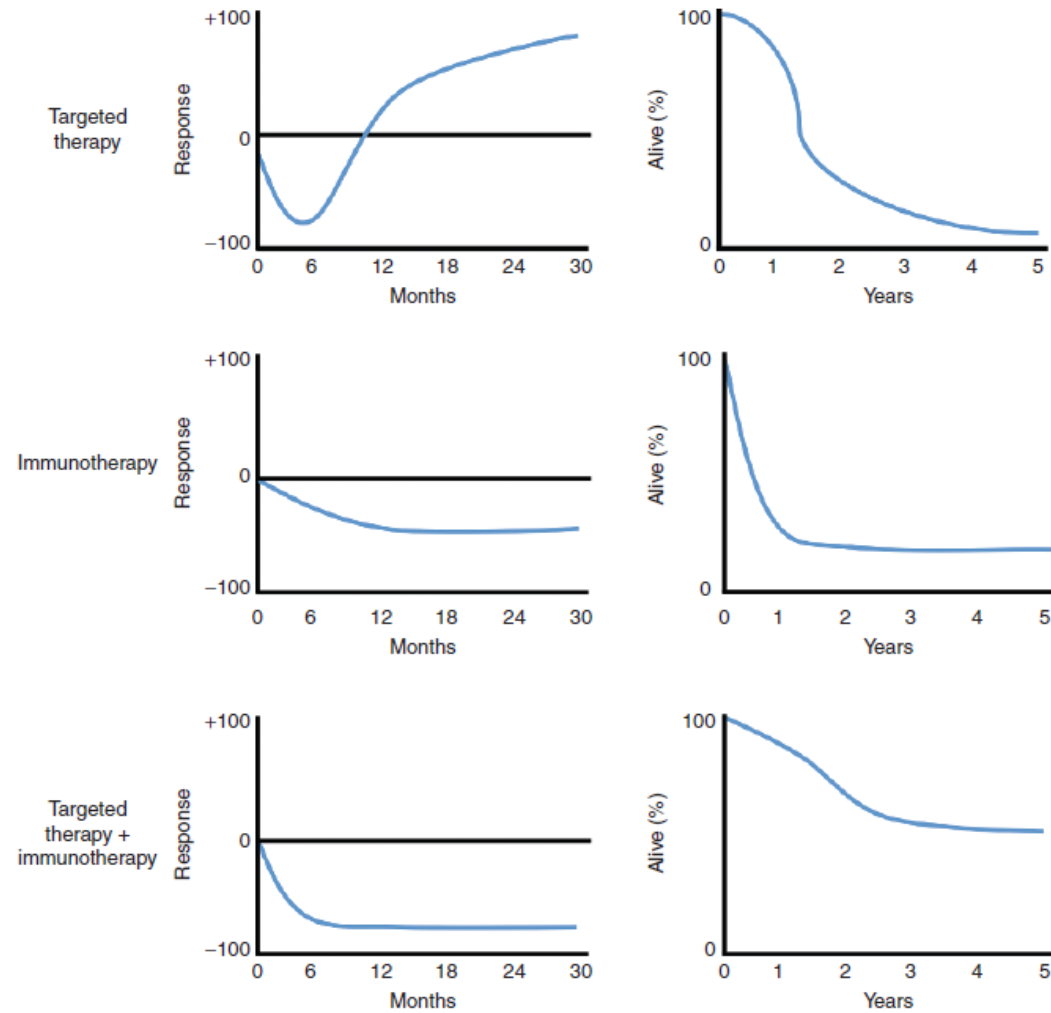 +100
Response
Targeted
therapy
0
−100
0 6 12 18 24 30
Months
100
Alive (%)
0
0 1 2 3 4 5
Years
+100
Response
Immunotherapy
0
−100
0 6 12 18 24 30
Months
100
Alive (%)
0
0 1 2 3 4 5
Years
+100
Response
Targeted
therapy +
immunotherapy
0
−100
0 6 12 18 24 30
Months
100
Alive (%)
0
0 1 2 3 4 5
Years